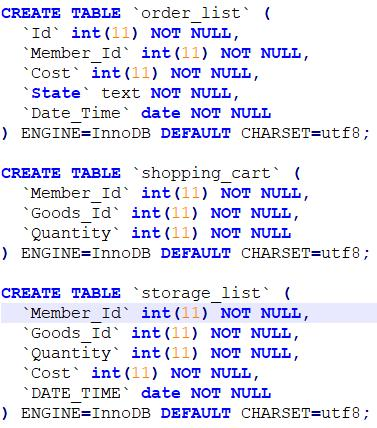 CREATE TABLE `order_list` (
`Id` int(11) NOT NULL,
`Member_Id` int(11) NOT NULL,
`Cost` int(11) NOT NULL,
`State` text NOT NULL,
`Date_Time` date NOT NULL
) ENGINE=InnoDB DEFAULT CHARSET=utf8;
CREATE TABLE `shopping_cart` (
`Member_Id` int(11) NOT NULL,
`Goods_Id` int(11) NOT NULL,
`Quantity` int(11) NOT NULL
) ENGINE=InnoDB DEFAULT CHARSET=utf8;
CREATE TABLE `storage_list` (
`Member_Id` int(11) NOT NULL,
`Goods_Id` int(11) NOT NULL,
`Quantity` int(11) NOT NULL,
`Cost` int(11) NOT NULL,
`DATE_TIME` date NOT NULL
) ENGINE=InnoDB DEFAULT CHARSET=utf8;